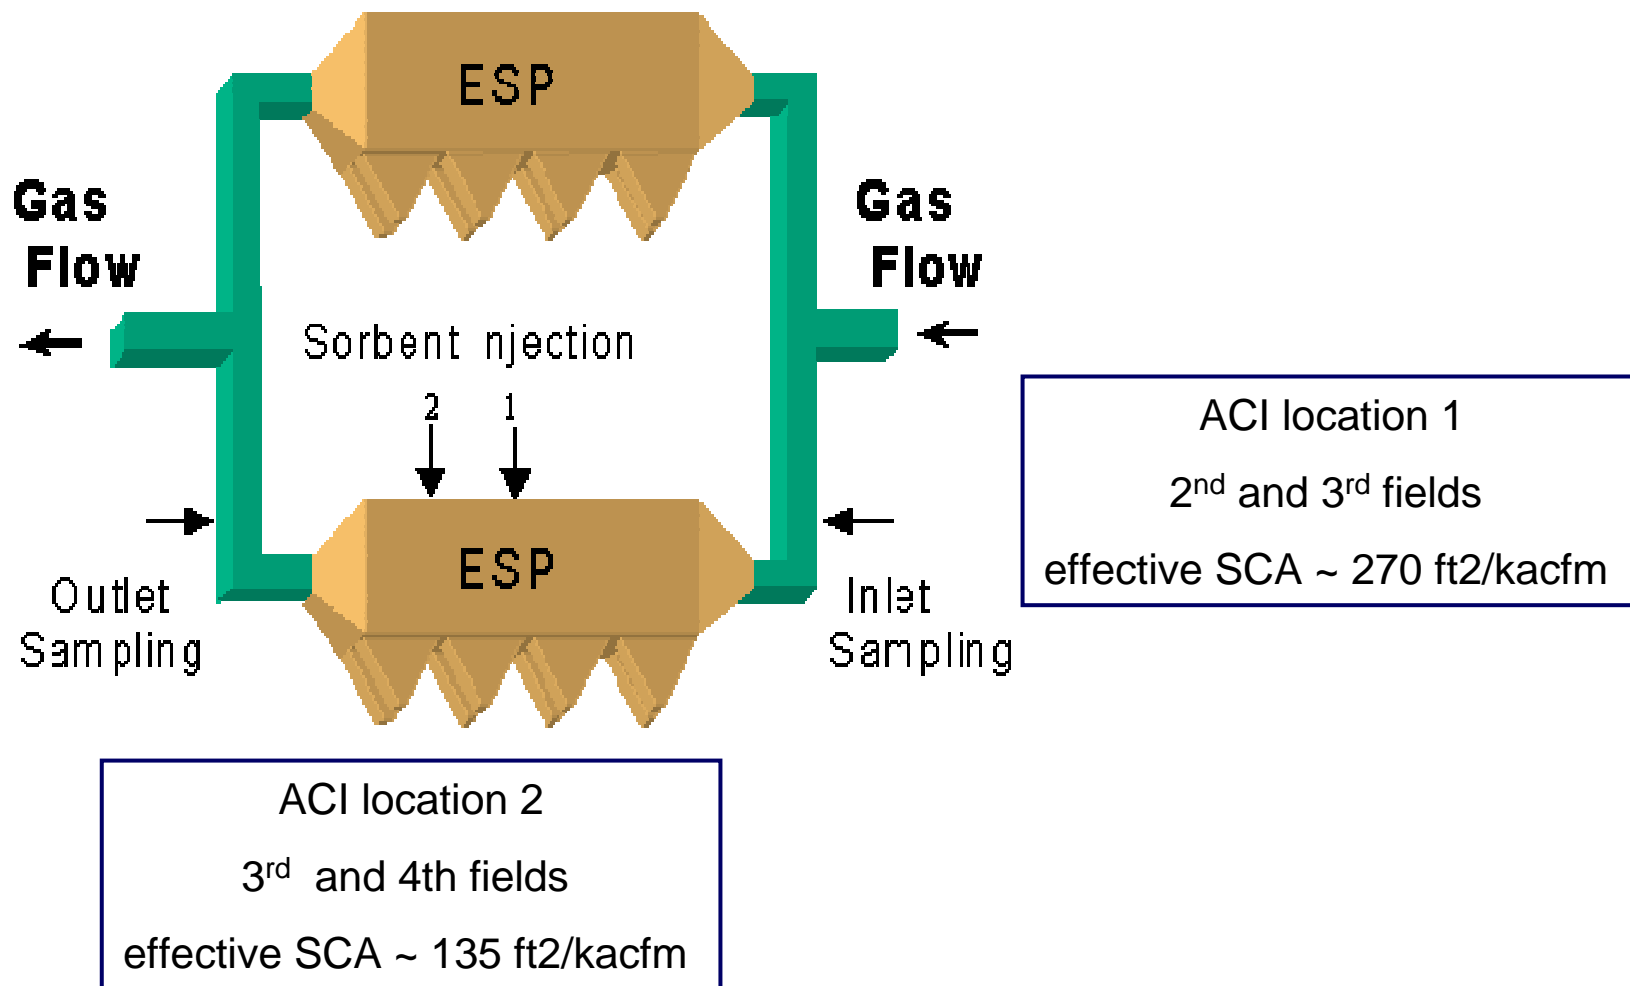 ESP
Gas
Flow
Gas
Flow
Sorbent njection
2 1
ESP
Outlet
Sampling
Inlet
Sampling
ACI location 1
2nd and 3rd fields
effective SCA ~ 270 ft2/kacfm
ACI location 2
3rd and 4th fields
effective SCA ~ 135 ft2/kacfm